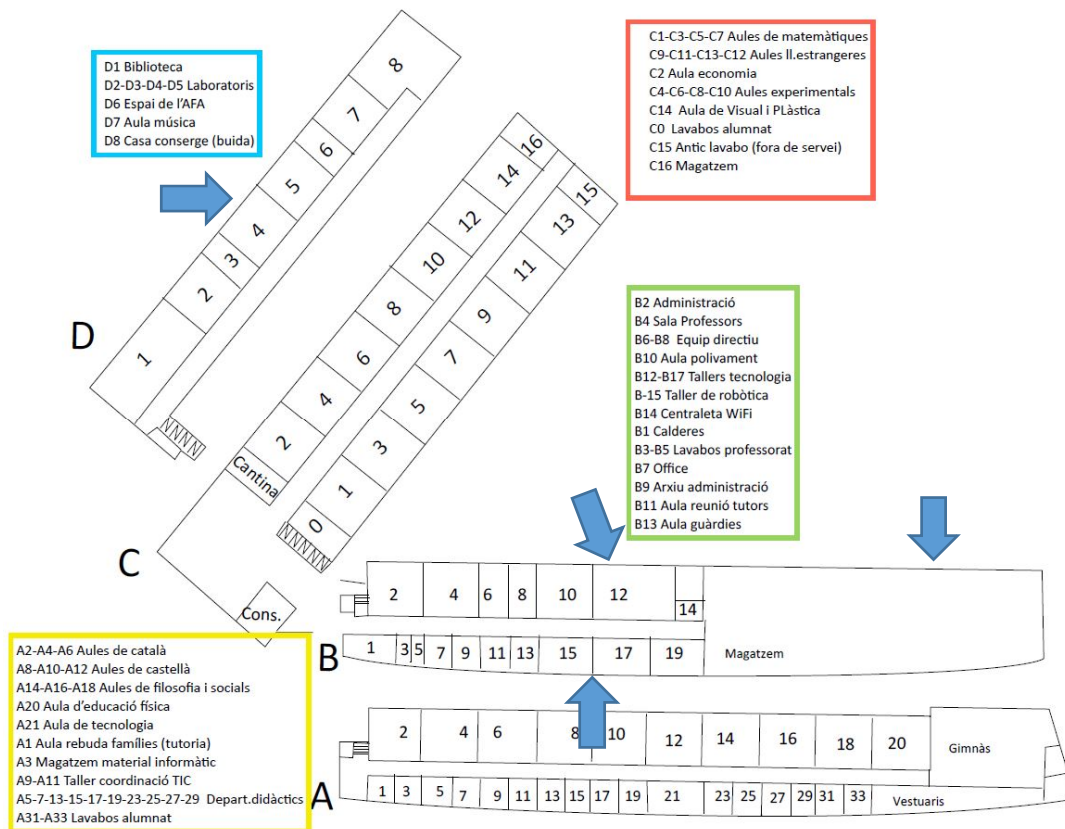 D1 Biblioteca
D2-D3-D4-D5 Laboratoris
D6 Espai de l'AFA
D7 Aula música
D8 Casa conserge (buida)
C1-C3-C5-C7 Aules de matemàtiques
C9-C11-C13-C12 Aules ll.estrangeres
C2 Aula economia
C4-C6-C8-C10 Aules experimentals
C14 Aula de Visual i PLàstica
C0 Lavabos alumnat
C15 Antic lavabo (fora de servei)
C16 Magatzem
8
7
6
5
4
3
2
1
D
16
14
12
10
8
6
4
2
Cantina
15
13
11
9
7
5
3
1
0
C
Cons.
B2 Administració
B4 Sala Professors
B6-B8 Equip directiu
B10 Aula polivament
B12-B17 Tallers tecnologia
B-15 Taller de robòtica
B14 Centraleta WiFi
B1 Calderes
B3-B5 Lavabos professorat
B7 Office
B9 Arxiu administració
B11 Aula reunió tutors
B13 Aula guàrdies
2 4 6 8 10 12
14
B
1 3 5 7 9 11 13 15 17 19
Magatzem
A2-A4-A6 Aules de català
A8-A10-A12 Aules de castellà
A14-A16-A18 Aules de filosofia i socials
A20 Aula d'educació física
A21 Aula de tecnologia
A1 Aula rebuda famílies (tutoria)
A3 Magatzem material informàtic
A9-A11 Taller coordinació TIC
A5-7-13-15-17-19-23-25-27-29 Depart.didàctics
A31-A33 Lavabos alumnat
2 4 6 8 10 12 14 16 18 20
Gimnàs
A
1 3 5 7 9 11 13 15 17 19 21 23 25 27 29 31 33
Vestuaris